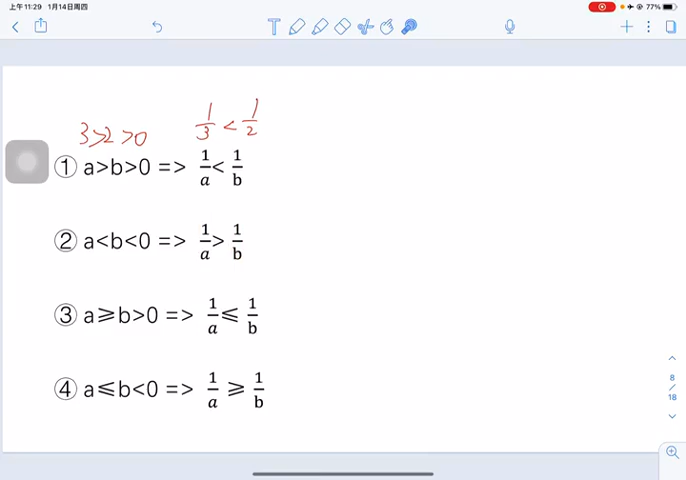 上午11:29 1月14日周四 77%
3>2>0 1/3 < 1/2
① a>b>0 => 1/a < 1/b
② a<b<0 => 1/a > 1/b
③ a≥b>0 => 1/a ≤ 1/b
④ a≤b<0 => 1/a ≥ 1/b
8
/
18